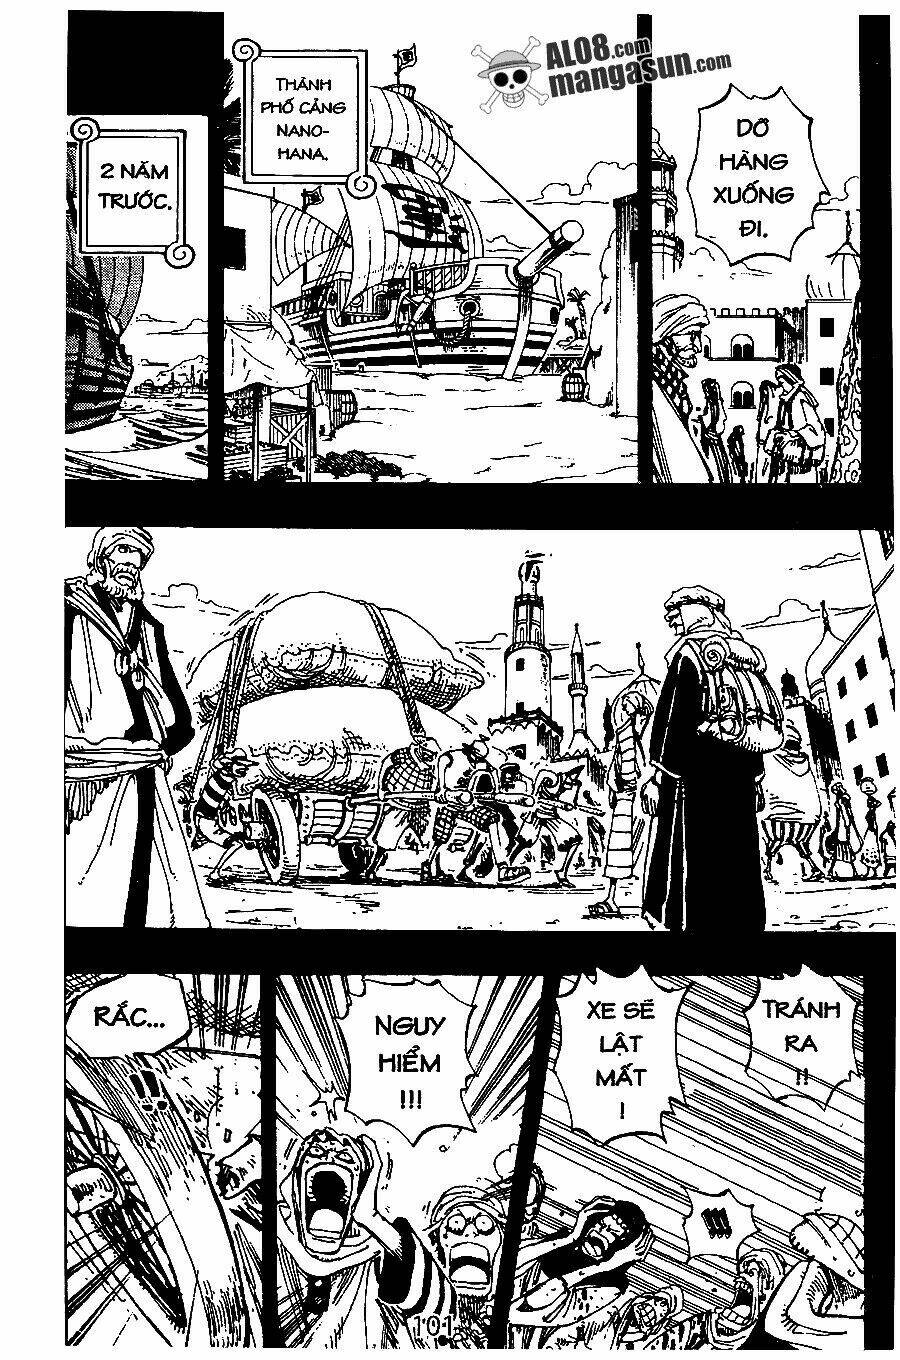 AL08.com
mangasun.com
DỠ
HÀNG
XUỐNG
ĐI.
THÀNH
PHỐ CẢNG
NANO-
HANA.
2 NĂM
TRƯỚC.
TRÁNH
RA
!!
XE SẼ
LẬT
MẤT
!
!!!
NGUY
HIỂM
!!!
RẮC...
!!
101